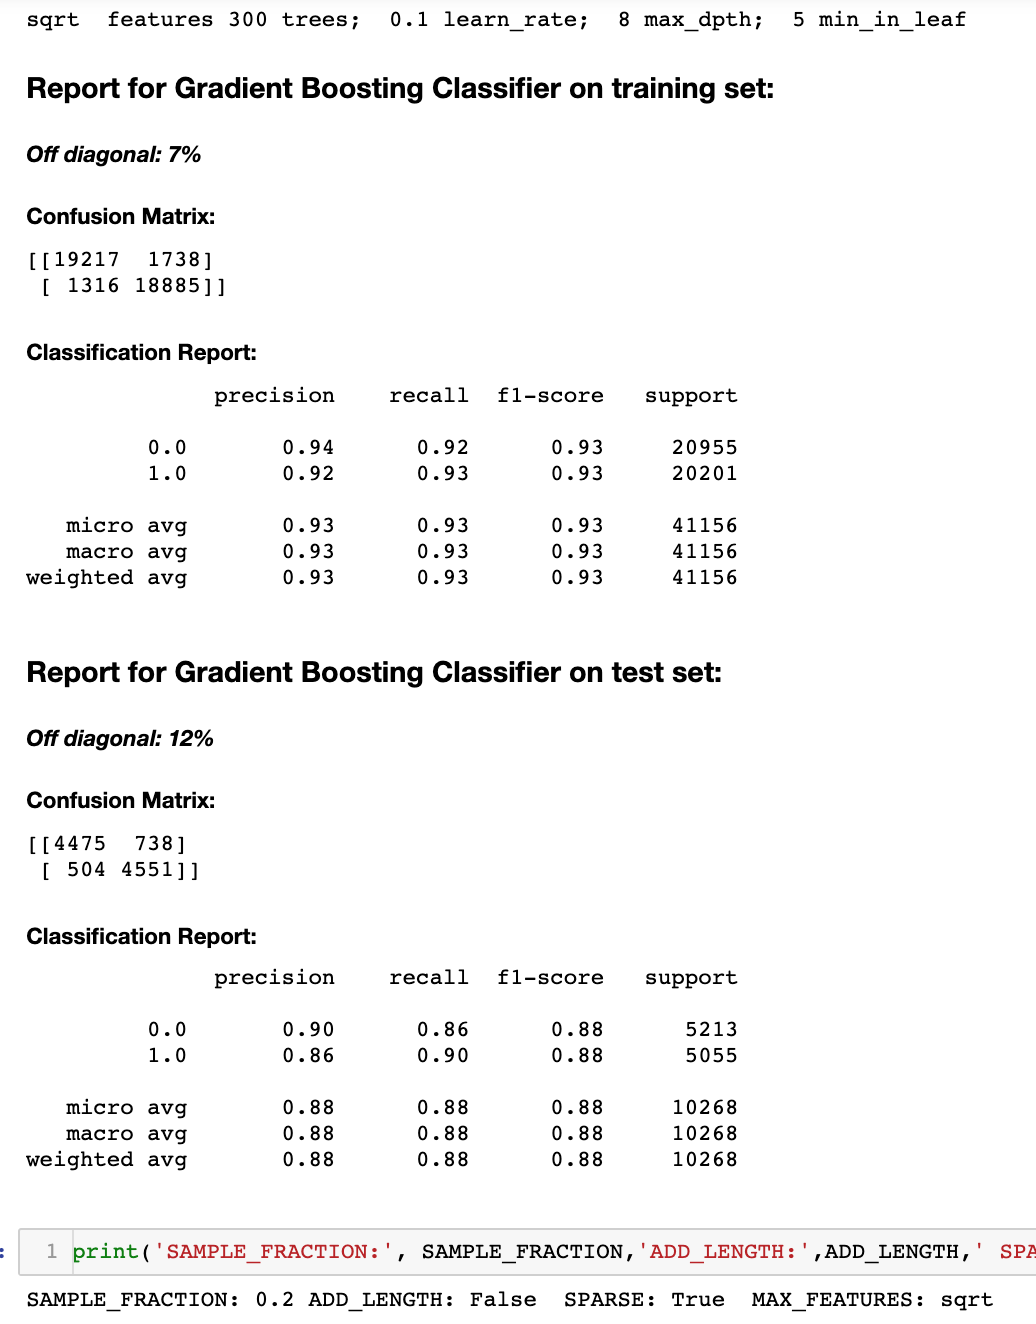 sqrt  features 300 trees;  0.1 learn_rate;  8 max_dpth;  5 min_in_leaf
Report for Gradient Boosting Classifier on training set:
Off diagonal: 7%
Confusion Matrix:
[[19217  1738]
 [ 1316 18885]]
Classification Report:
              precision    recall  f1-score   support
         0.0       0.94      0.92      0.93     20955
         1.0       0.92      0.93      0.93     20201
   micro avg       0.93      0.93      0.93     41156
   macro avg       0.93      0.93      0.93     41156
weighted avg       0.93      0.93      0.93     41156
Report for Gradient Boosting Classifier on test set:
Off diagonal: 12%
Confusion Matrix:
[[4475  738]
 [ 504 4551]]
Classification Report:
              precision    recall  f1-score   support
         0.0       0.90      0.86      0.88      5213
         1.0       0.86      0.90      0.88      5055
   micro avg       0.88      0.88      0.88     10268
   macro avg       0.88      0.88      0.88     10268
weighted avg       0.88      0.88      0.88     10268
: 1 print('SAMPLE_FRACTION:', SAMPLE_FRACTION,'ADD_LENGTH:',ADD_LENGTH,' SPA
SAMPLE_FRACTION: 0.2 ADD_LENGTH: False  SPARSE: True  MAX_FEATURES: sqrt